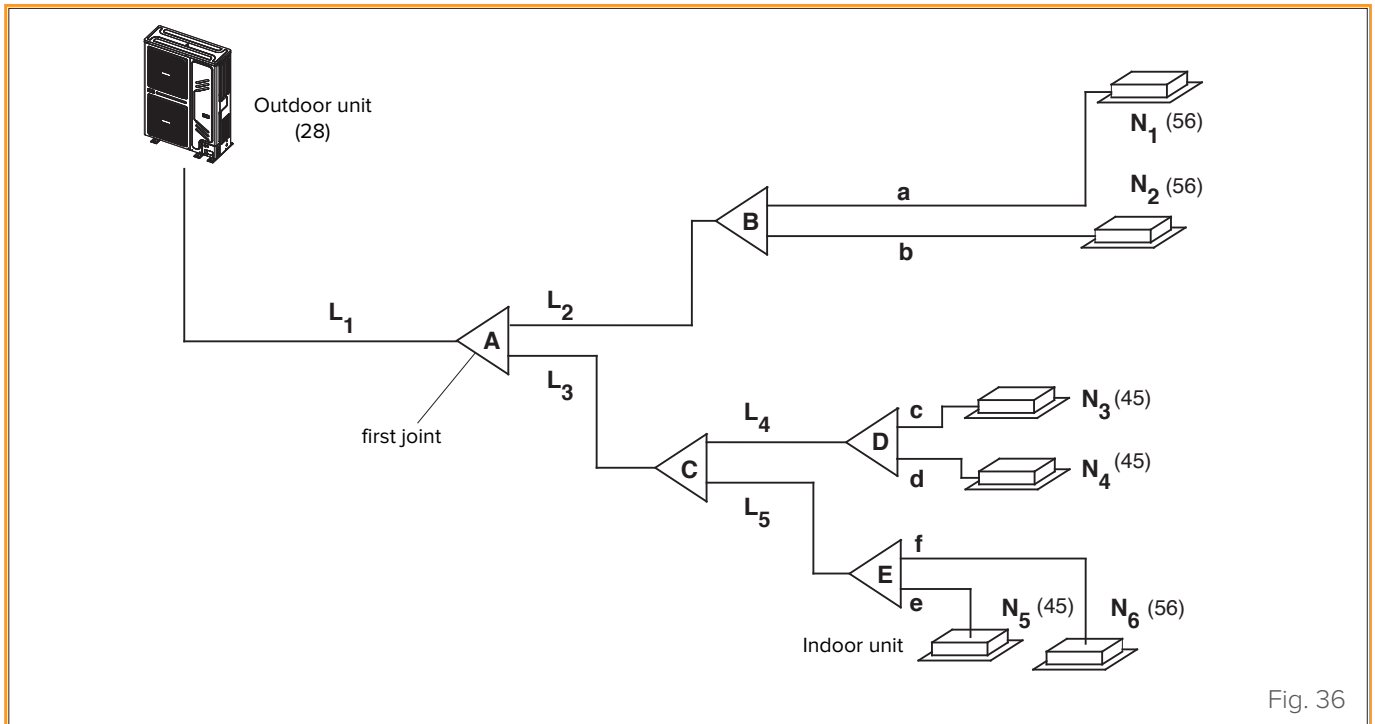 Outdoor unit
(28)
N1 (56)
N2 (56)
a
B
b
L1
L2
A
L3
first joint
L4
c
D
N3 (45)
C
d
N4 (45)
L5
f
E
e
N5 (45)
N6 (56)
Indoor unit
Fig. 36